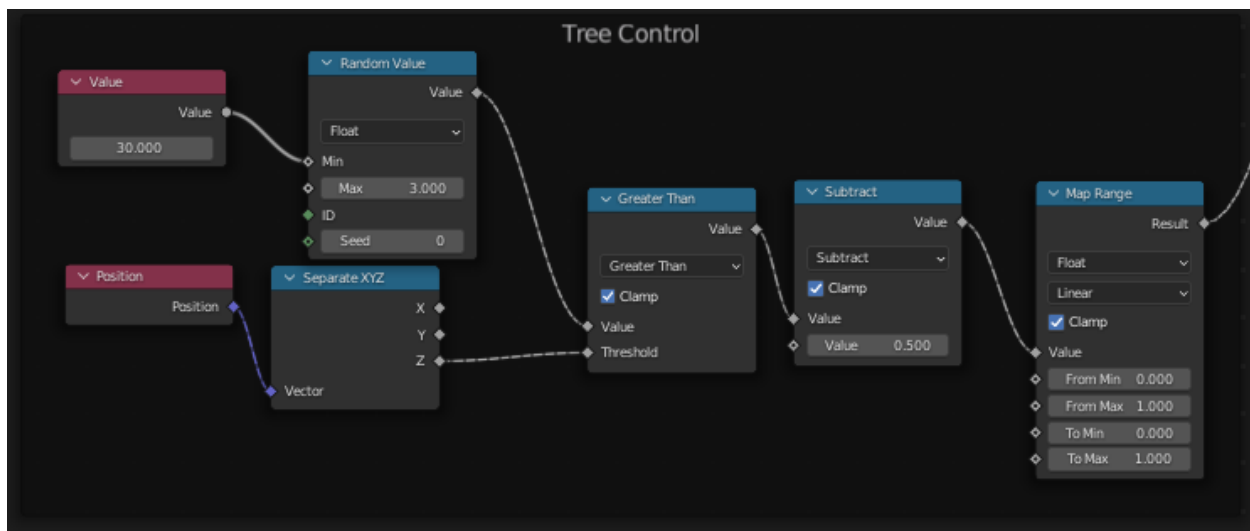 Tree Control
Value
Value
30.000
Random Value
Value
Float
Min
Max 3.000
ID
Seed 0
Position
Position
Separate XYZ
X
Y
Z
Vector
Greater Than
Value
Greater Than
Clamp
Value
Threshold
Subtract
Value
Subtract
Clamp
Value
Value 0.500
Map Range
Result
Float
Linear
Clamp
Value
From Min 0.000
From Max 1.000
To Min 0.000
To Max 1.000